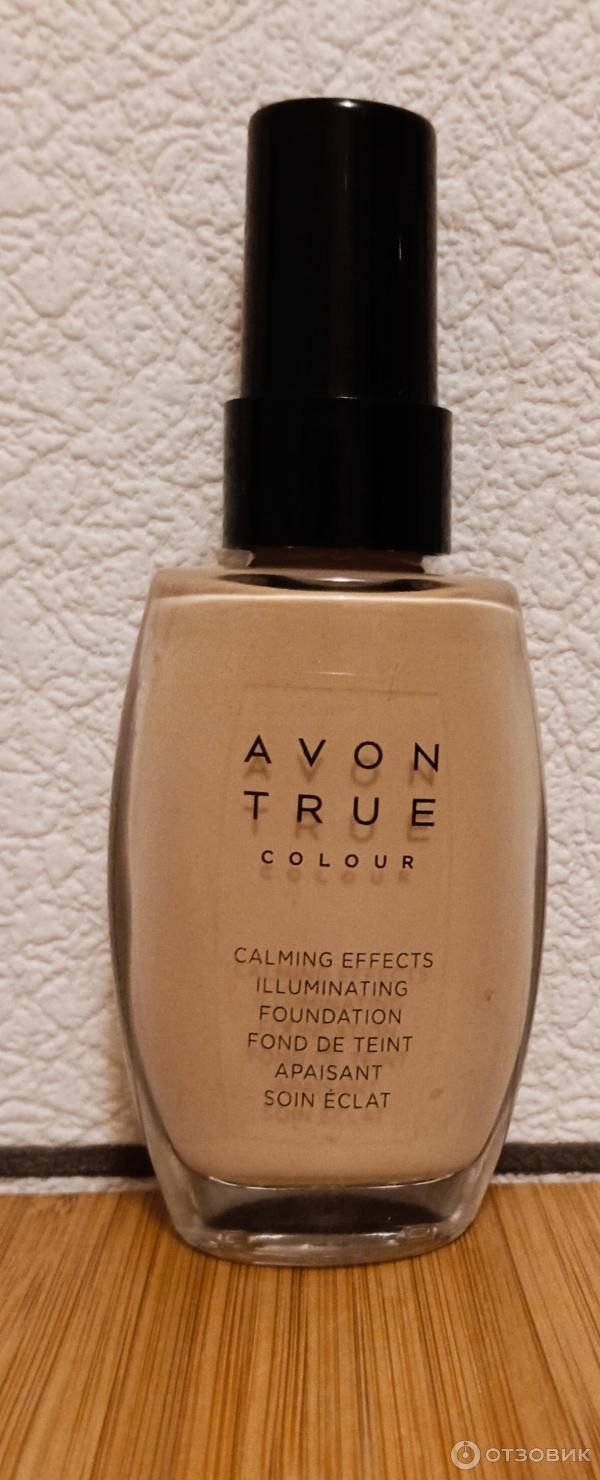 AVON
TRUE
COLOUR
CALMING EFFECTS
ILLUMINATING
FOUNDATION
FOND DE TEINT
APAISANT
SOIN ÉCLAT
ОТЗОВИК